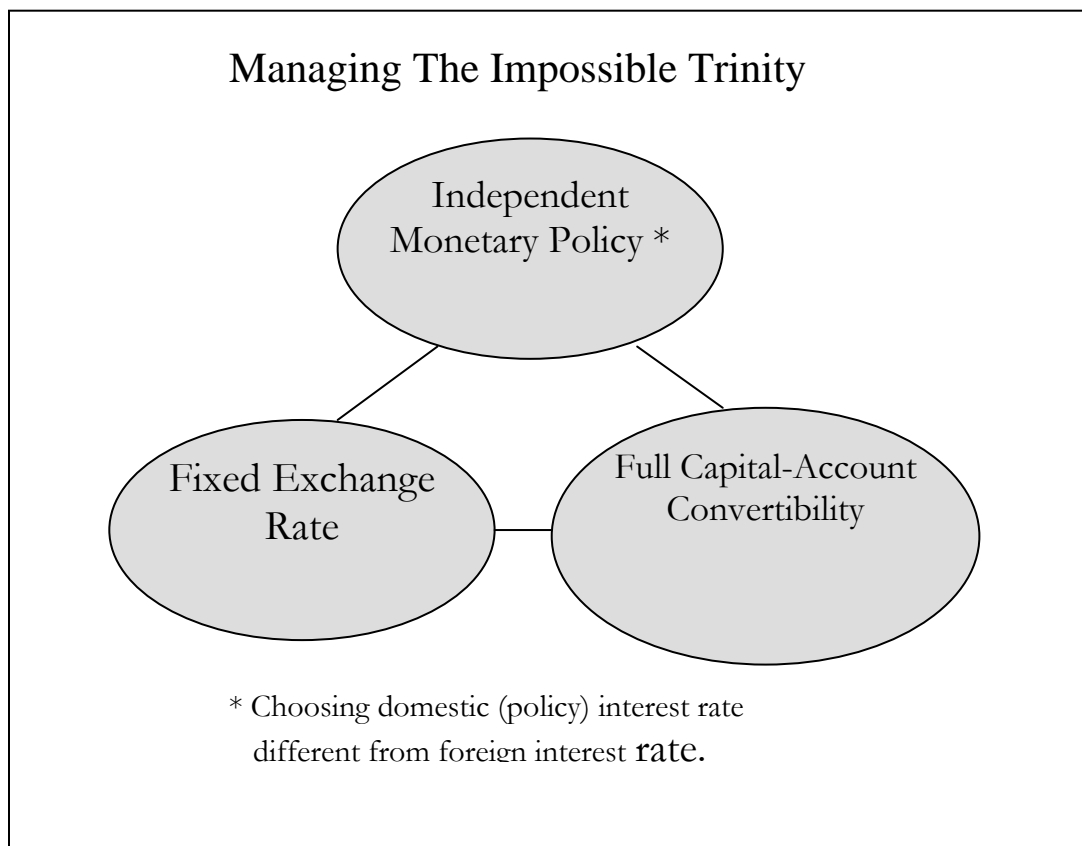 Managing The Impossible Trinity
Independent
Monetary Policy *
Fixed Exchange
Rate
Full Capital-Account
Convertibility
* Choosing domestic (policy) interest rate
different from foreign interest rate.